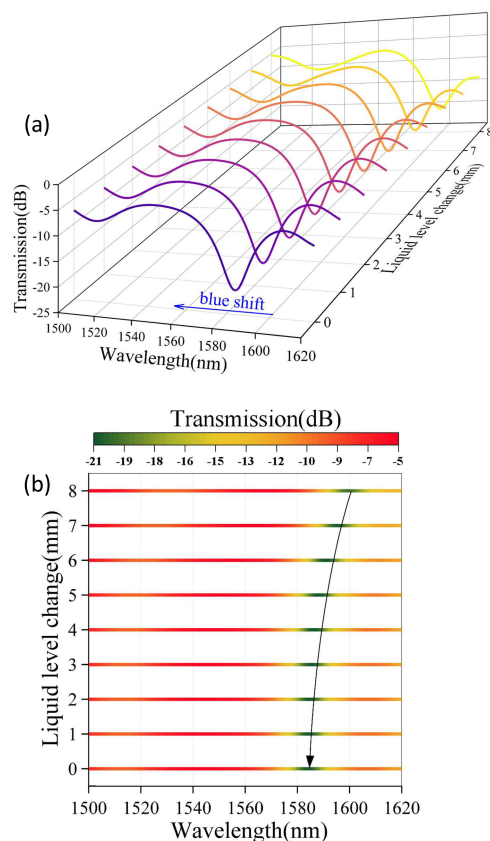 (a)
0
-5
-10
-15
-20
-25
Transmission(dB)
1500
1520
1540
1560
1580
1600
1620
Wavelength(nm)
blue shift
0
1
2
3
4
5
6
7
8
Liquid level change(mm)
(b)
Transmission(dB)
-21 -19 -18 -16 -14 -12 -11 -9 -7 -5
8
7
6
5
4
3
2
1
0
Liquid level change(mm)
1500 1520 1540 1560 1580 1600 1620
Wavelength(nm)